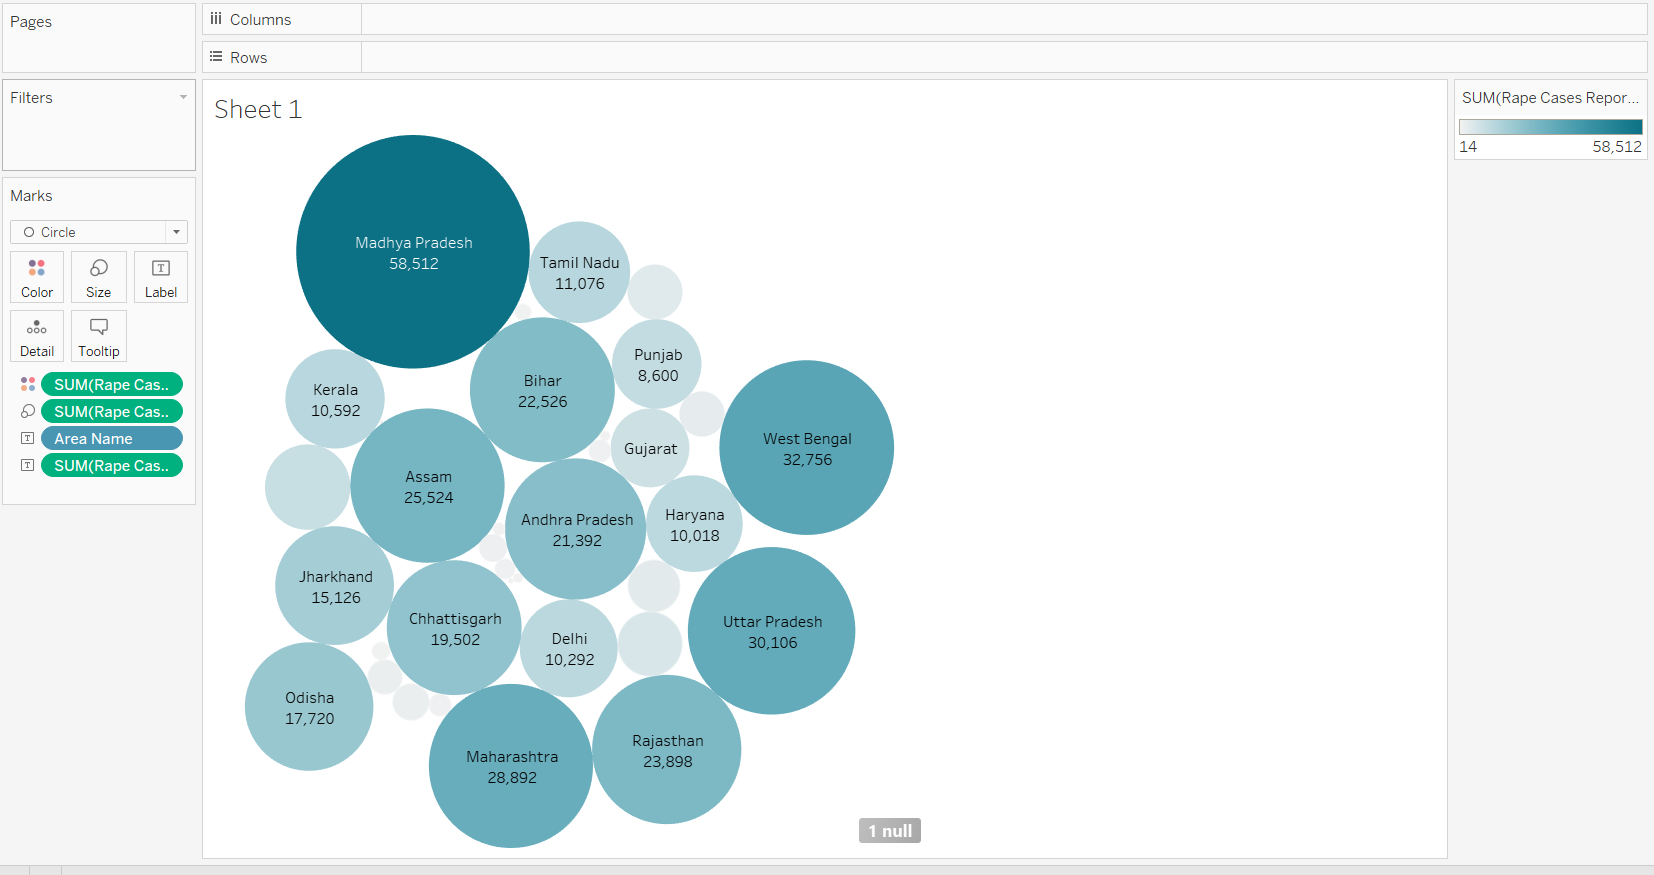 Pages
Columns
Rows
Filters
Sheet 1
SUM(Rape Cases Repor...
14
58,512
Marks
Circle
Color
Size
Label
Detail
Tooltip
SUM(Rape Cas..
SUM(Rape Cas..
Area Name
SUM(Rape Cas..
Madhya Pradesh
58,512
Tamil Nadu
11,076
Punjab
8,600
Kerala
10,592
Bihar
22,526
West Bengal
32,756
Gujarat
Assam
25,524
Andhra Pradesh
21,392
Haryana
10,018
Jharkhand
15,126
Chhattisgarh
19,502
Delhi
10,292
Uttar Pradesh
30,106
Odisha
17,720
Maharashtra
28,892
Rajasthan
23,898
1 null